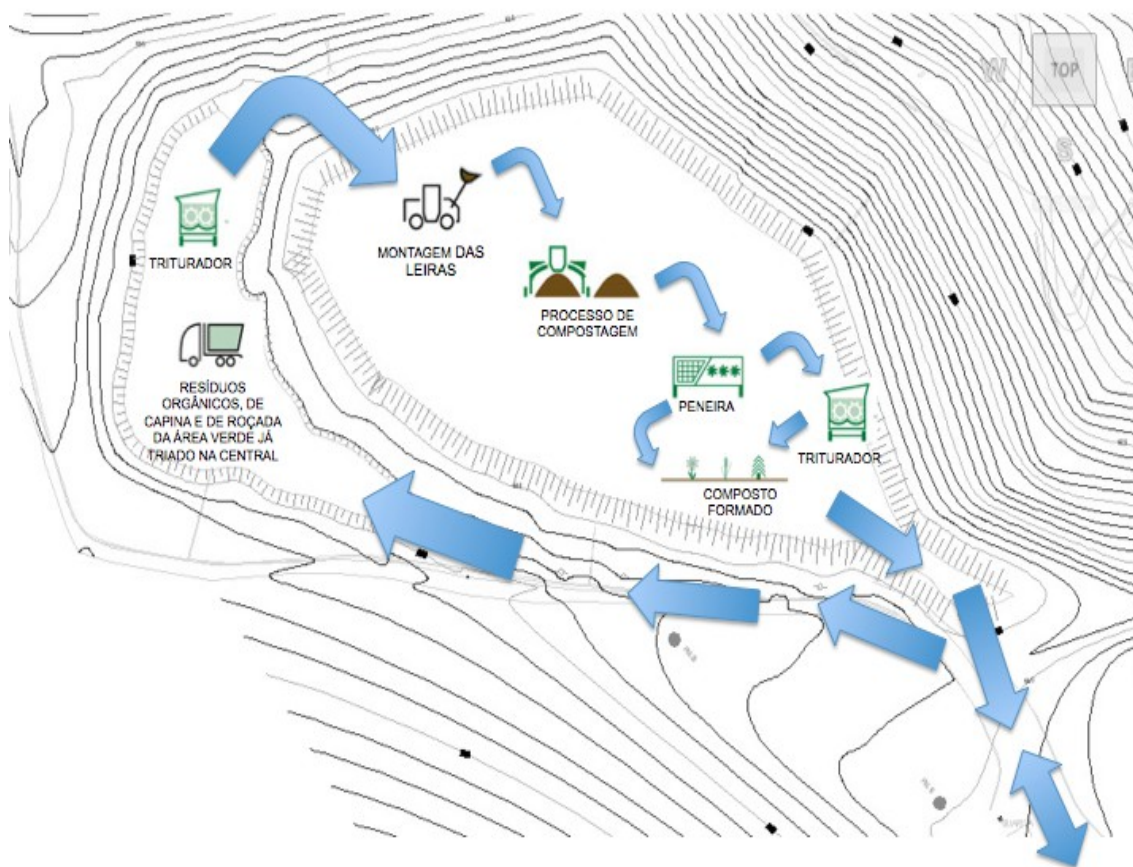 W
TOP
S
TRITURADOR
MONTAGEM DAS
LEIRAS
PROCESSO DE
COMPOSTAGEM
RESÍDUOS
ORGÂNICOS, DE
CAPINA E DE ROÇADA
DA ÁREA VERDE JÁ
TRIADO NA CENTRAL
PENEIRA
TRITURADOR
COMPOSTO
FORMADO